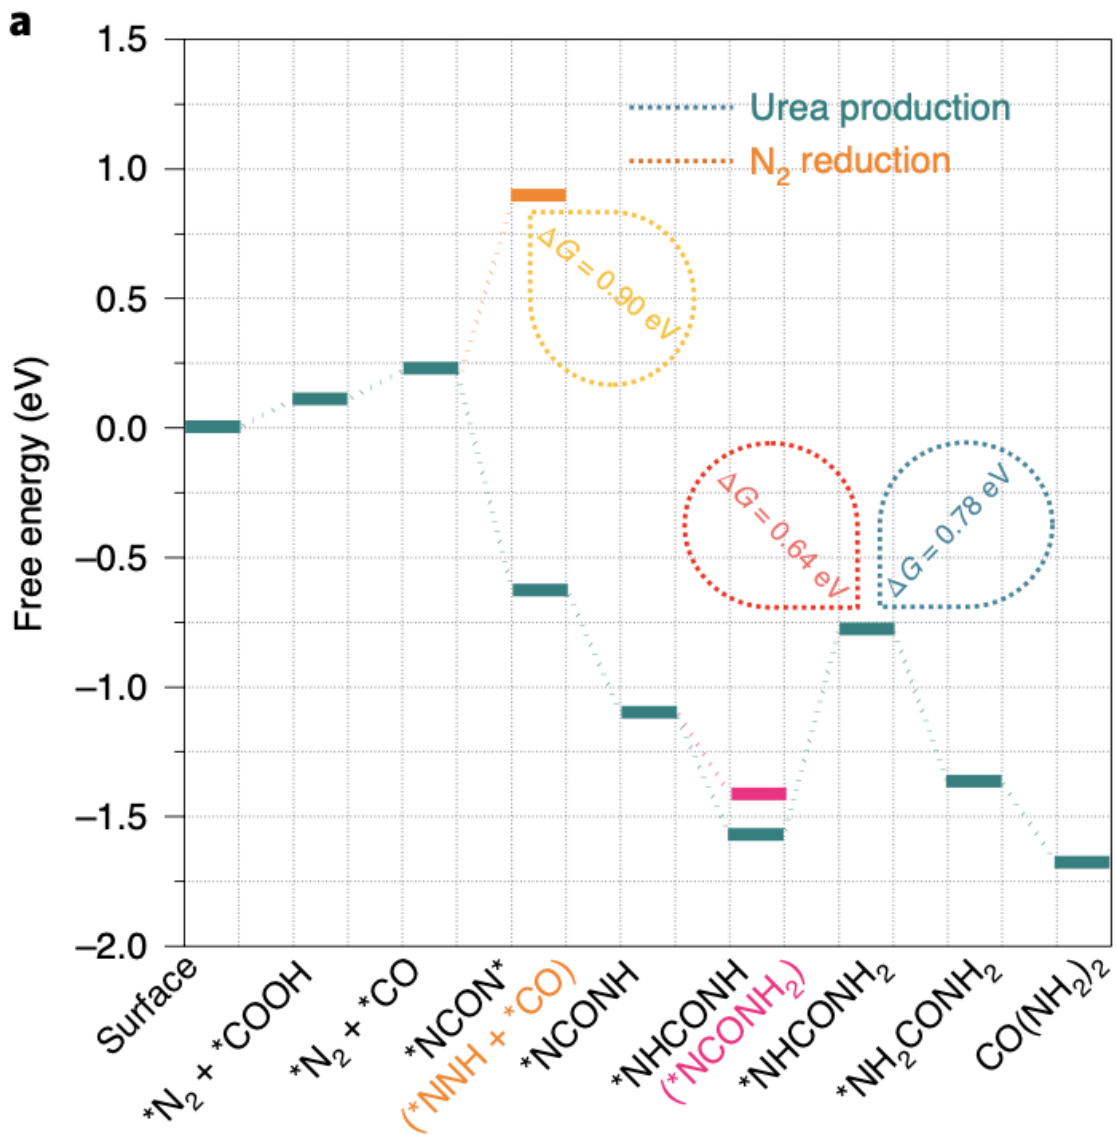 a
1.5
1.0
0.5
0.0
−0.5
−1.0
−1.5
−2.0
Free energy (eV)
Urea production
N₂ reduction
ΔG = 0.90 eV
ΔG = 0.64 eV
ΔG = 0.78 eV
Surface
*N₂ + *COOH
*N₂ + *CO
*NCON*
(*NNH + *CO)
*NCONH
*NHCONH
(*NCONH₂)
*NHCONH₂
*NH₂CONH₂
CO(NH₂)₂